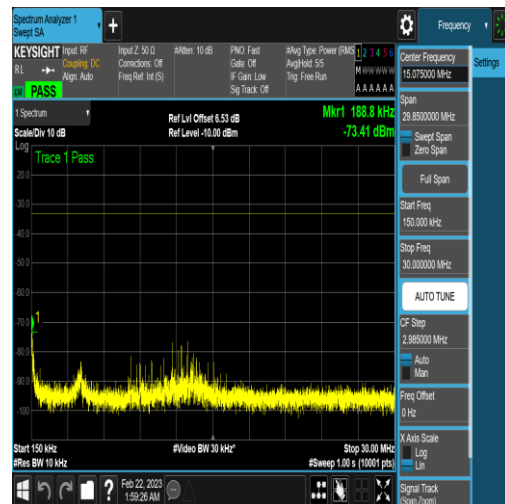 Spectrum Analyzer 1
Swept SA
+
Frequency
KEYSIGHT
Input: RF
Input Z: 50 Ω
#Atten: 10 dB
PNO: Fast
#Avg Type: Power (RMS
1 2 3 4 5 6
RL
Coupling: DC
Corrections: Off
Gate: Off
Avg|Hold: 5/5
M W W W W W
Align: Auto
Freq Ref: Int (S)
IF Gain: Low
Trig: Free Run
Sig Track: Off
A A A A A A
PASS
1 Spectrum
Ref Lvl Offset 6.53 dB
Mkr1 188.8 kHz
Scale/Div 10 dB
Ref Level -10.00 dBm
-73.41 dBm
Log
Trace 1 Pass
-20.0
-30.0
-40.0
-50.0
-60.0
-70.0
1
-80.0
-90.0
-100
Start 150 kHz
#Video BW 30 kHz*
Stop 30.00 MHz
#Res BW 10 kHz
#Sweep 1.00 s (10001 pts)
Feb 22, 2023
1:59:26 AM
Center Frequency
15.075000 MHz
Settings
Span
29.8500000 MHz
Swept Span
Zero Span
Full Span
Start Freq
150.000 kHz
Stop Freq
30.000000 MHz
AUTO TUNE
CF Step
2.985000 MHz
Auto
Man
Freq Offset
0 Hz
X Axis Scale
Log
Lin
Signal Track
(Span Zoom)